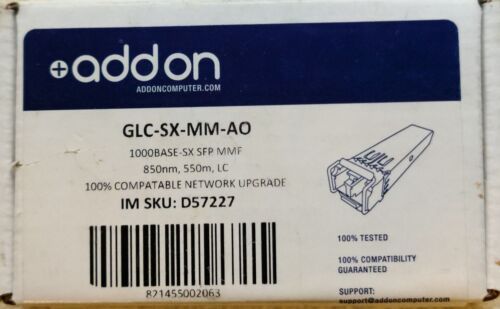 addon
ADDONCOMPUTER.COM
GLC-SX-MM-AO
1000BASE-SX SFP MMF
850nm, 550m, LC
100% COMPATABLE NETWORK UPGRADE
IM SKU: D57227
821455002063
100% TESTED
100% COMPATIBILITY
GUARANTEED
SUPPORT:
support@addoncomputer.com